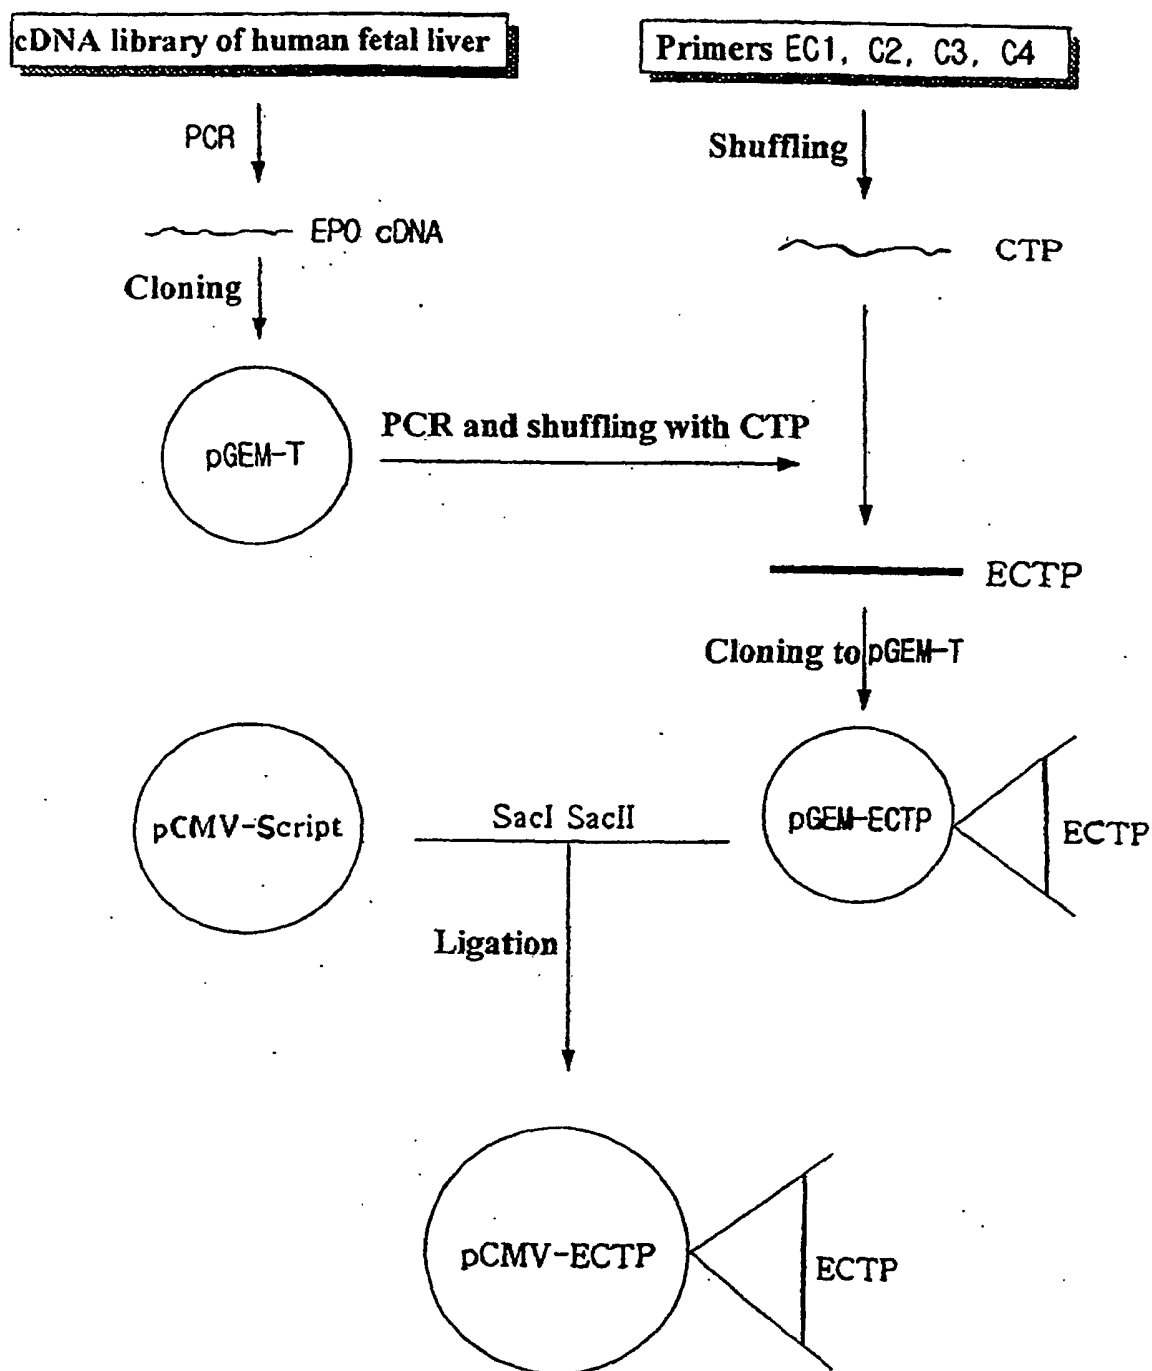 cDNA library of human fetal liver
Primers EC1, C2, C3, C4
PCR
Shuffling
EPO cDNA
CTP
Cloning
pGEM-T
PCR and shuffling with CTP
ECTP
Cloning to pGEM-T
pCMV-Script
SacI SacII
pGEM-ECTP
ECTP
Ligation
pCMV-ECTP
ECTP